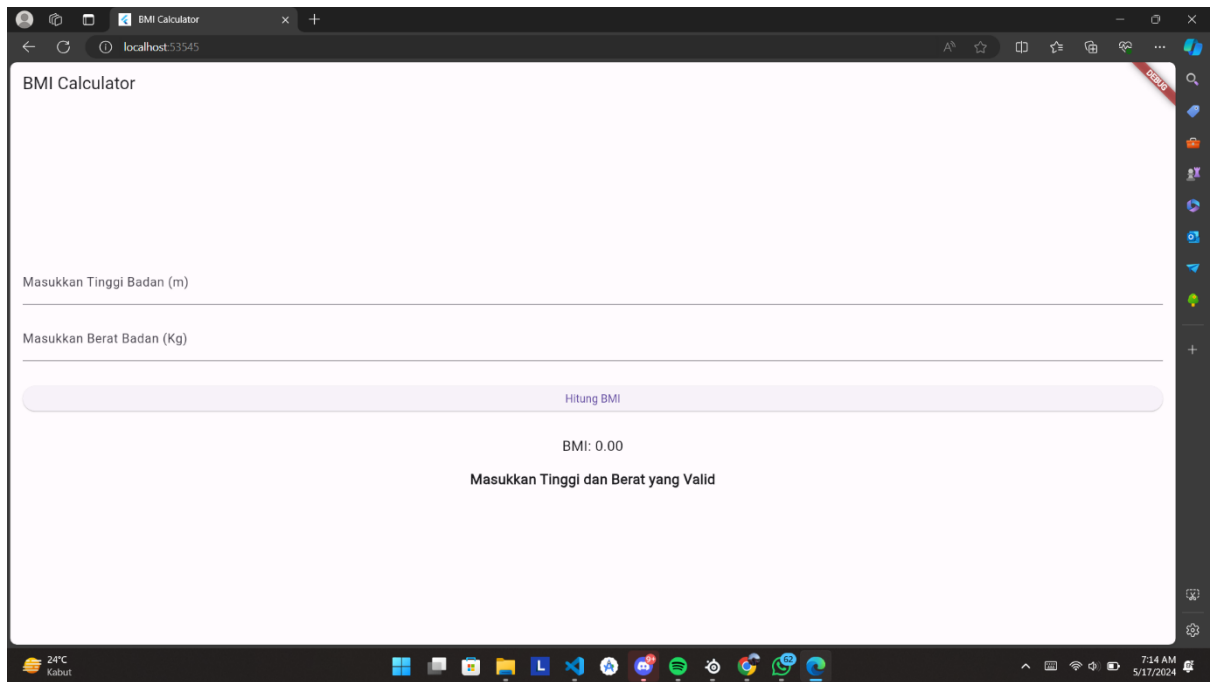 BMI Calculator
localhost:53545
BMI Calculator
DEBUG
Masukkan Tinggi Badan (m)
Masukkan Berat Badan (Kg)
Hitung BMI
BMI: 0.00
Masukkan Tinggi dan Berat yang Valid
24°C
Kabut
L
62
7:14 AM
5/17/2024